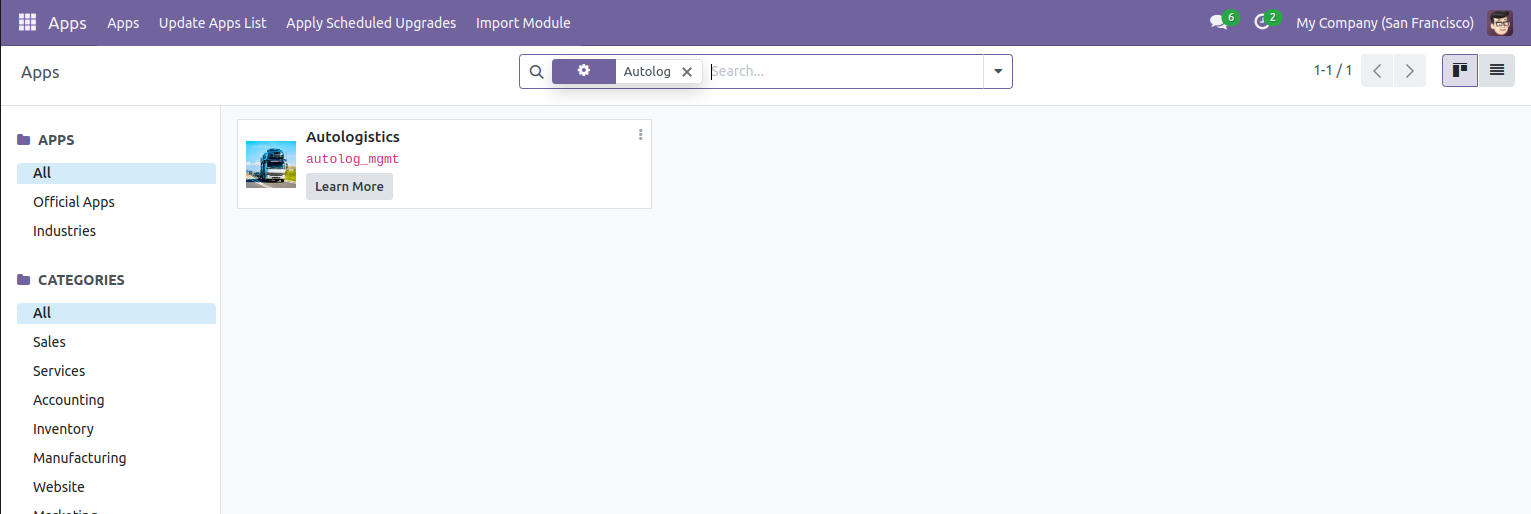 Apps Apps Update Apps List Apply Scheduled Upgrades Import Module 6 2 My Company (San Francisco)
Apps Autolog Search... 1-1 / 1
APPS
All
Official Apps
Industries
CATEGORIES
All
Sales
Services
Accounting
Inventory
Manufacturing
Website
Marketing
Autologistics
autolog_mgmt
Learn More